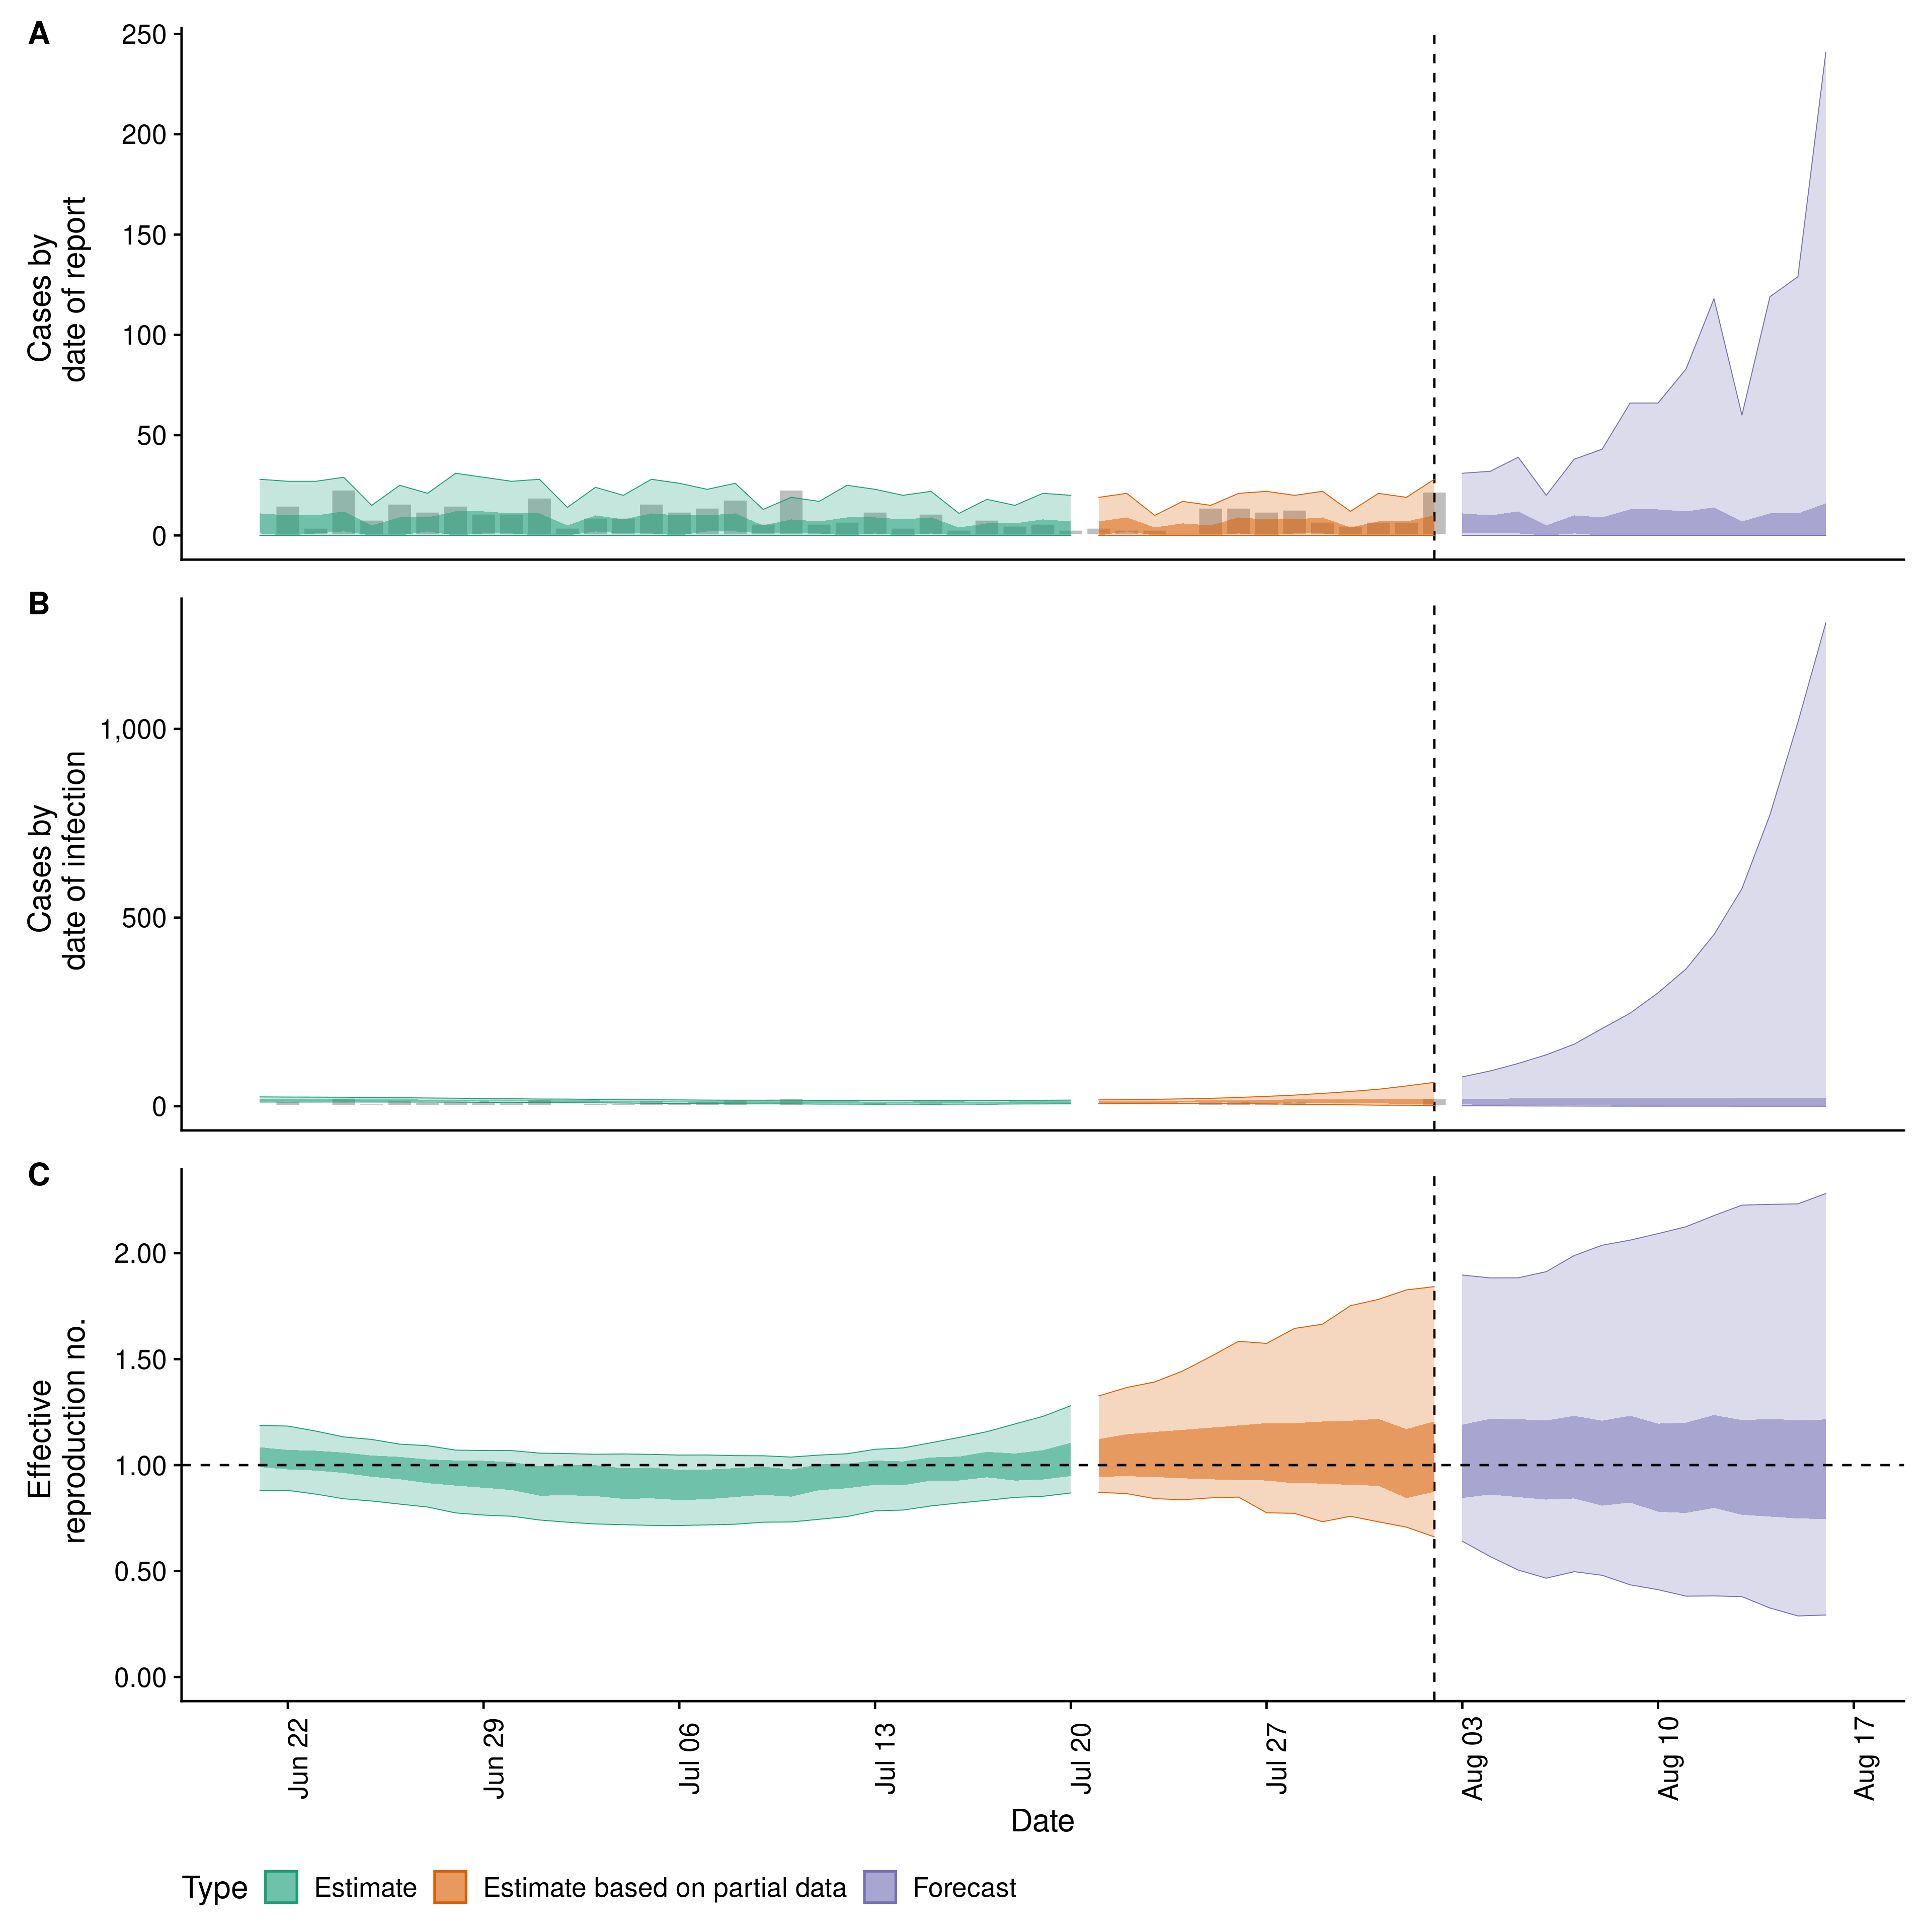 A
250
200
150
100
50
0
Cases by
date of report
B
1,000
500
0
Cases by
date of infection
C
2.00
1.50
1.00
0.50
0.00
Effective
reproduction no.
Jun 22
Jun 29
Jul 06
Jul 13
Jul 20
Jul 27
Aug 03
Aug 10
Aug 17
Date
Type Estimate Estimate based on partial data Forecast